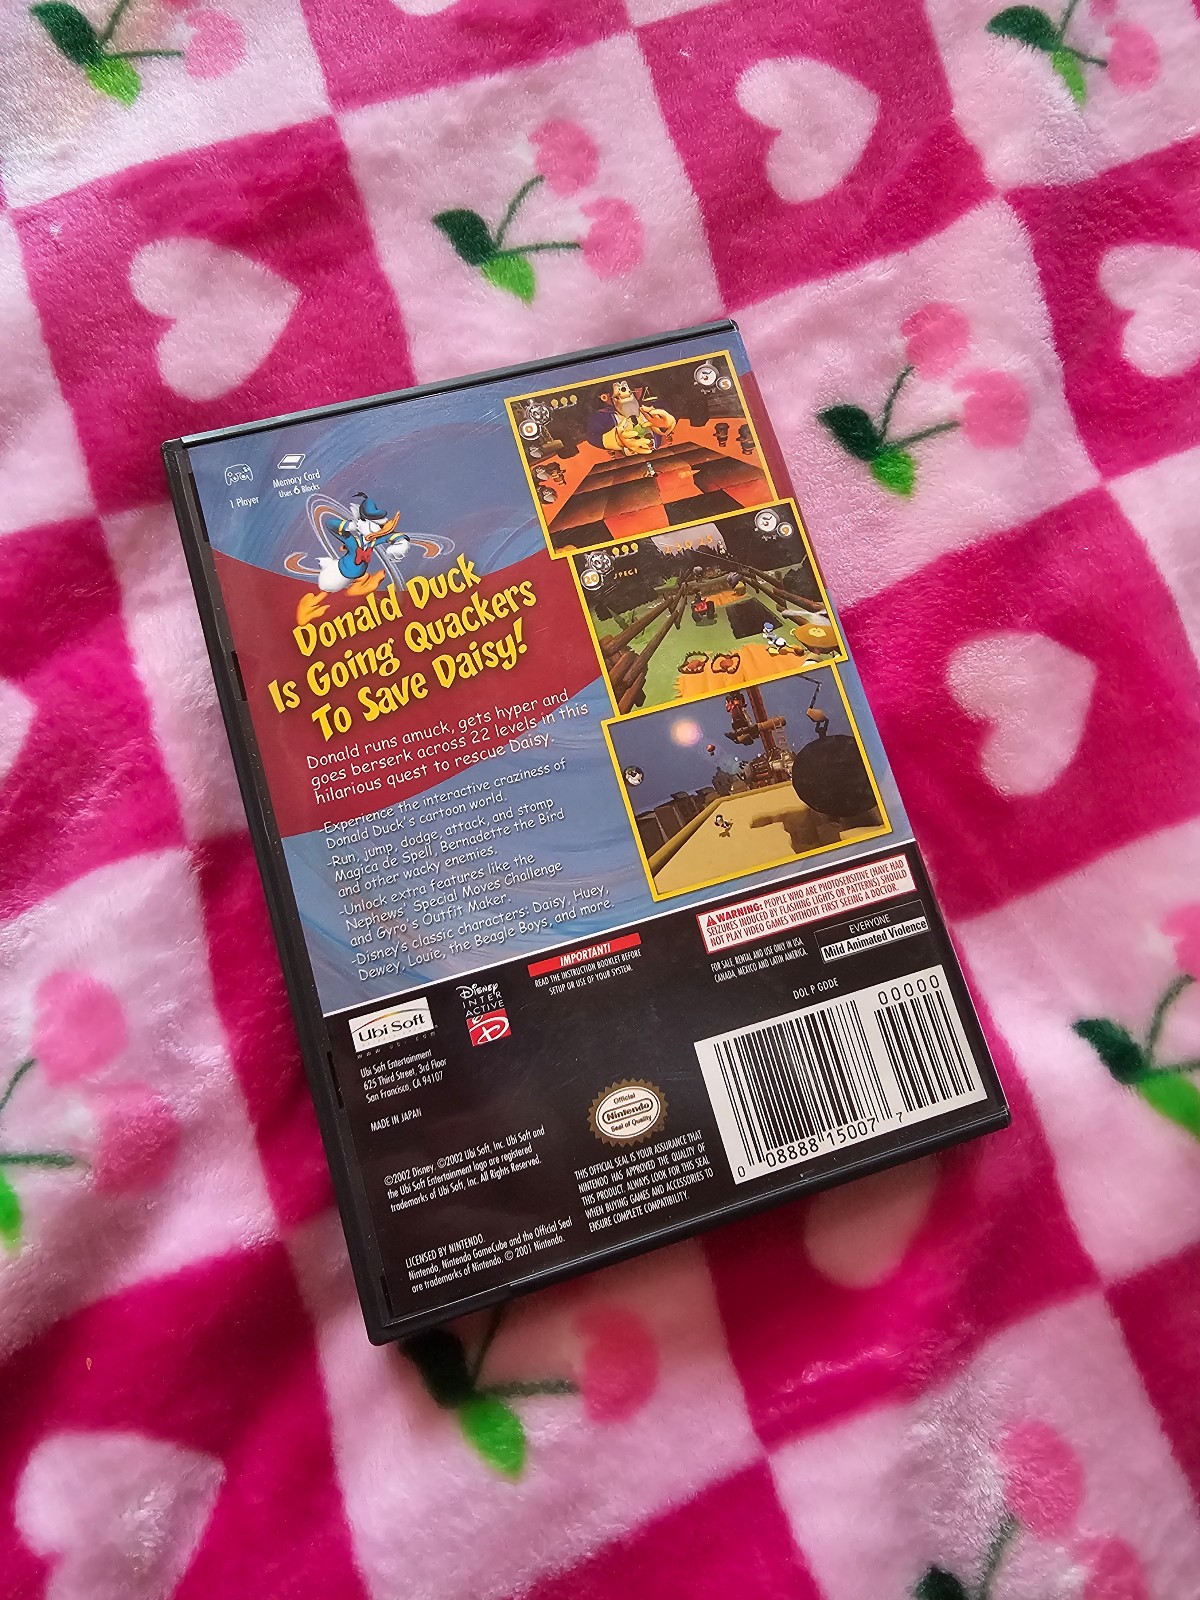 1 Player
Memory Card
Uses 6 Blocks
Donald Duck
Is Going Quackers
To Save Daisy!
Donald runs amuck, gets hyper and
goes berserk across 22 levels in this
hilarious quest to rescue Daisy.
-Experience the interactive craziness of
Donald Duck's cartoon world.
-Run, jump, dodge, attack, and stomp
Magica de Spell, Bernadette the Bird
and other wacky enemies.
-Unlock extra features like the
Nephews' Special Moves Challenge
and Gyro's Outfit Maker.
-Disney's classic characters: Daisy, Huey,
Dewey, Louie, the Beagle Boys, and more.
WARNING: PEOPLE WHO ARE PHOTOSENSITIVE (HAVE HAD
SEIZURES INDUCED BY FLASHING LIGHTS OR PATTERNS) SHOULD
NOT PLAY VIDEO GAMES WITHOUT FIRST SEEING A DOCTOR.
IMPORTANT!
READ THE INSTRUCTION BOOKLET BEFORE
SETUP OR USE OF YOUR SYSTEM.
FOR SALE, RENTAL AND USE ONLY IN USA,
CANADA, MEXICO AND LATIN AMERICA.
EVERYONE
Mild Animated Violence
DOL P GDDE
Ubi Soft
www.ubi.com
Disney
INTER
ACTIVE
Ubi Soft Entertainment
625 Third Street, 3rd Floor
San Francisco, CA 94107
MADE IN JAPAN
©2002 Disney. ©2002 Ubi Soft, Inc. Ubi Soft and
the Ubi Soft Entertainment logo are registered
trademarks of Ubi Soft, Inc. All Rights Reserved.
LICENSED BY NINTENDO.
Nintendo, Nintendo GameCube and the Official Seal
are trademarks of Nintendo. © 2001 Nintendo.
Official
Nintendo
Seal of Quality
THIS OFFICIAL SEAL IS YOUR ASSURANCE THAT
NINTENDO HAS APPROVED THE QUALITY OF
THIS PRODUCT. ALWAYS LOOK FOR THIS SEAL
WHEN BUYING GAMES AND ACCESSORIES TO
ENSURE COMPLETE COMPATIBILITY.
00000
0 08888 15007 7